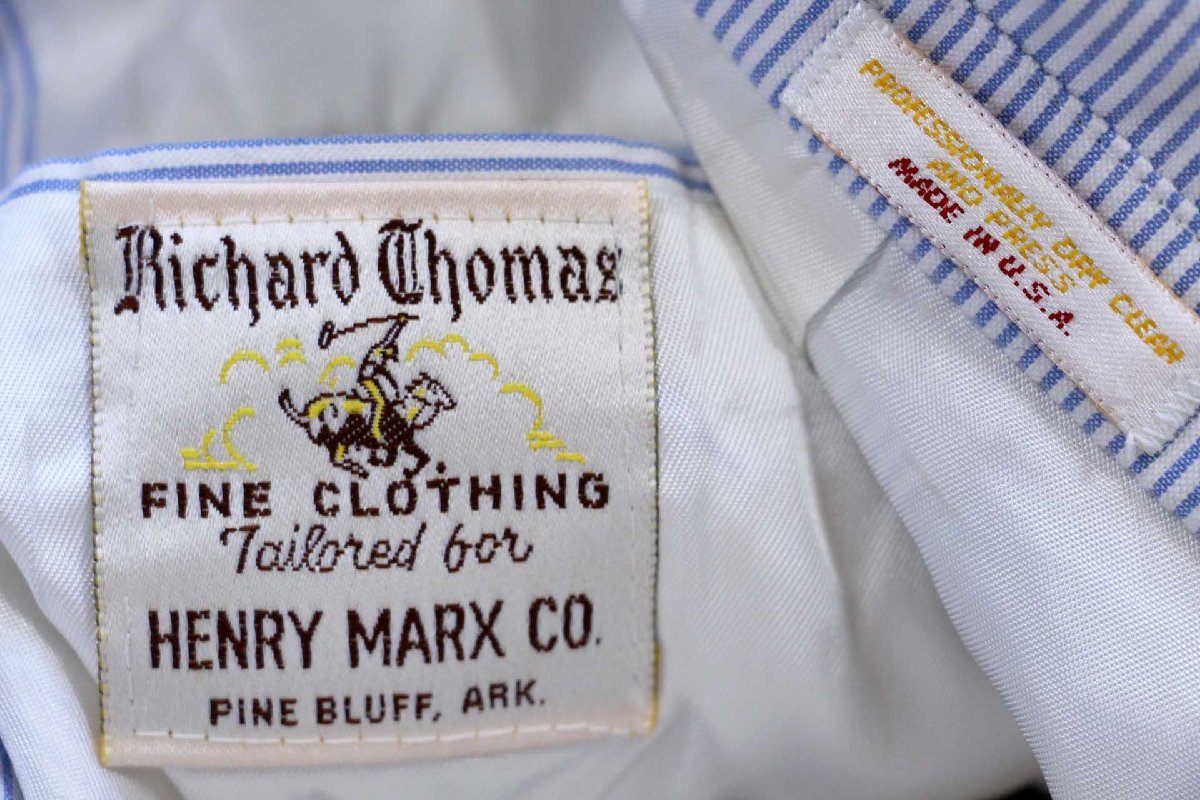 Richard Thomas
FINE CLOTHING
Tailored for
HENRY MARX CO.
PINE BLUFF, ARK.
PROFESSIONALLY DRY CLEAN
AND PRESS
MADE IN U.S.A.